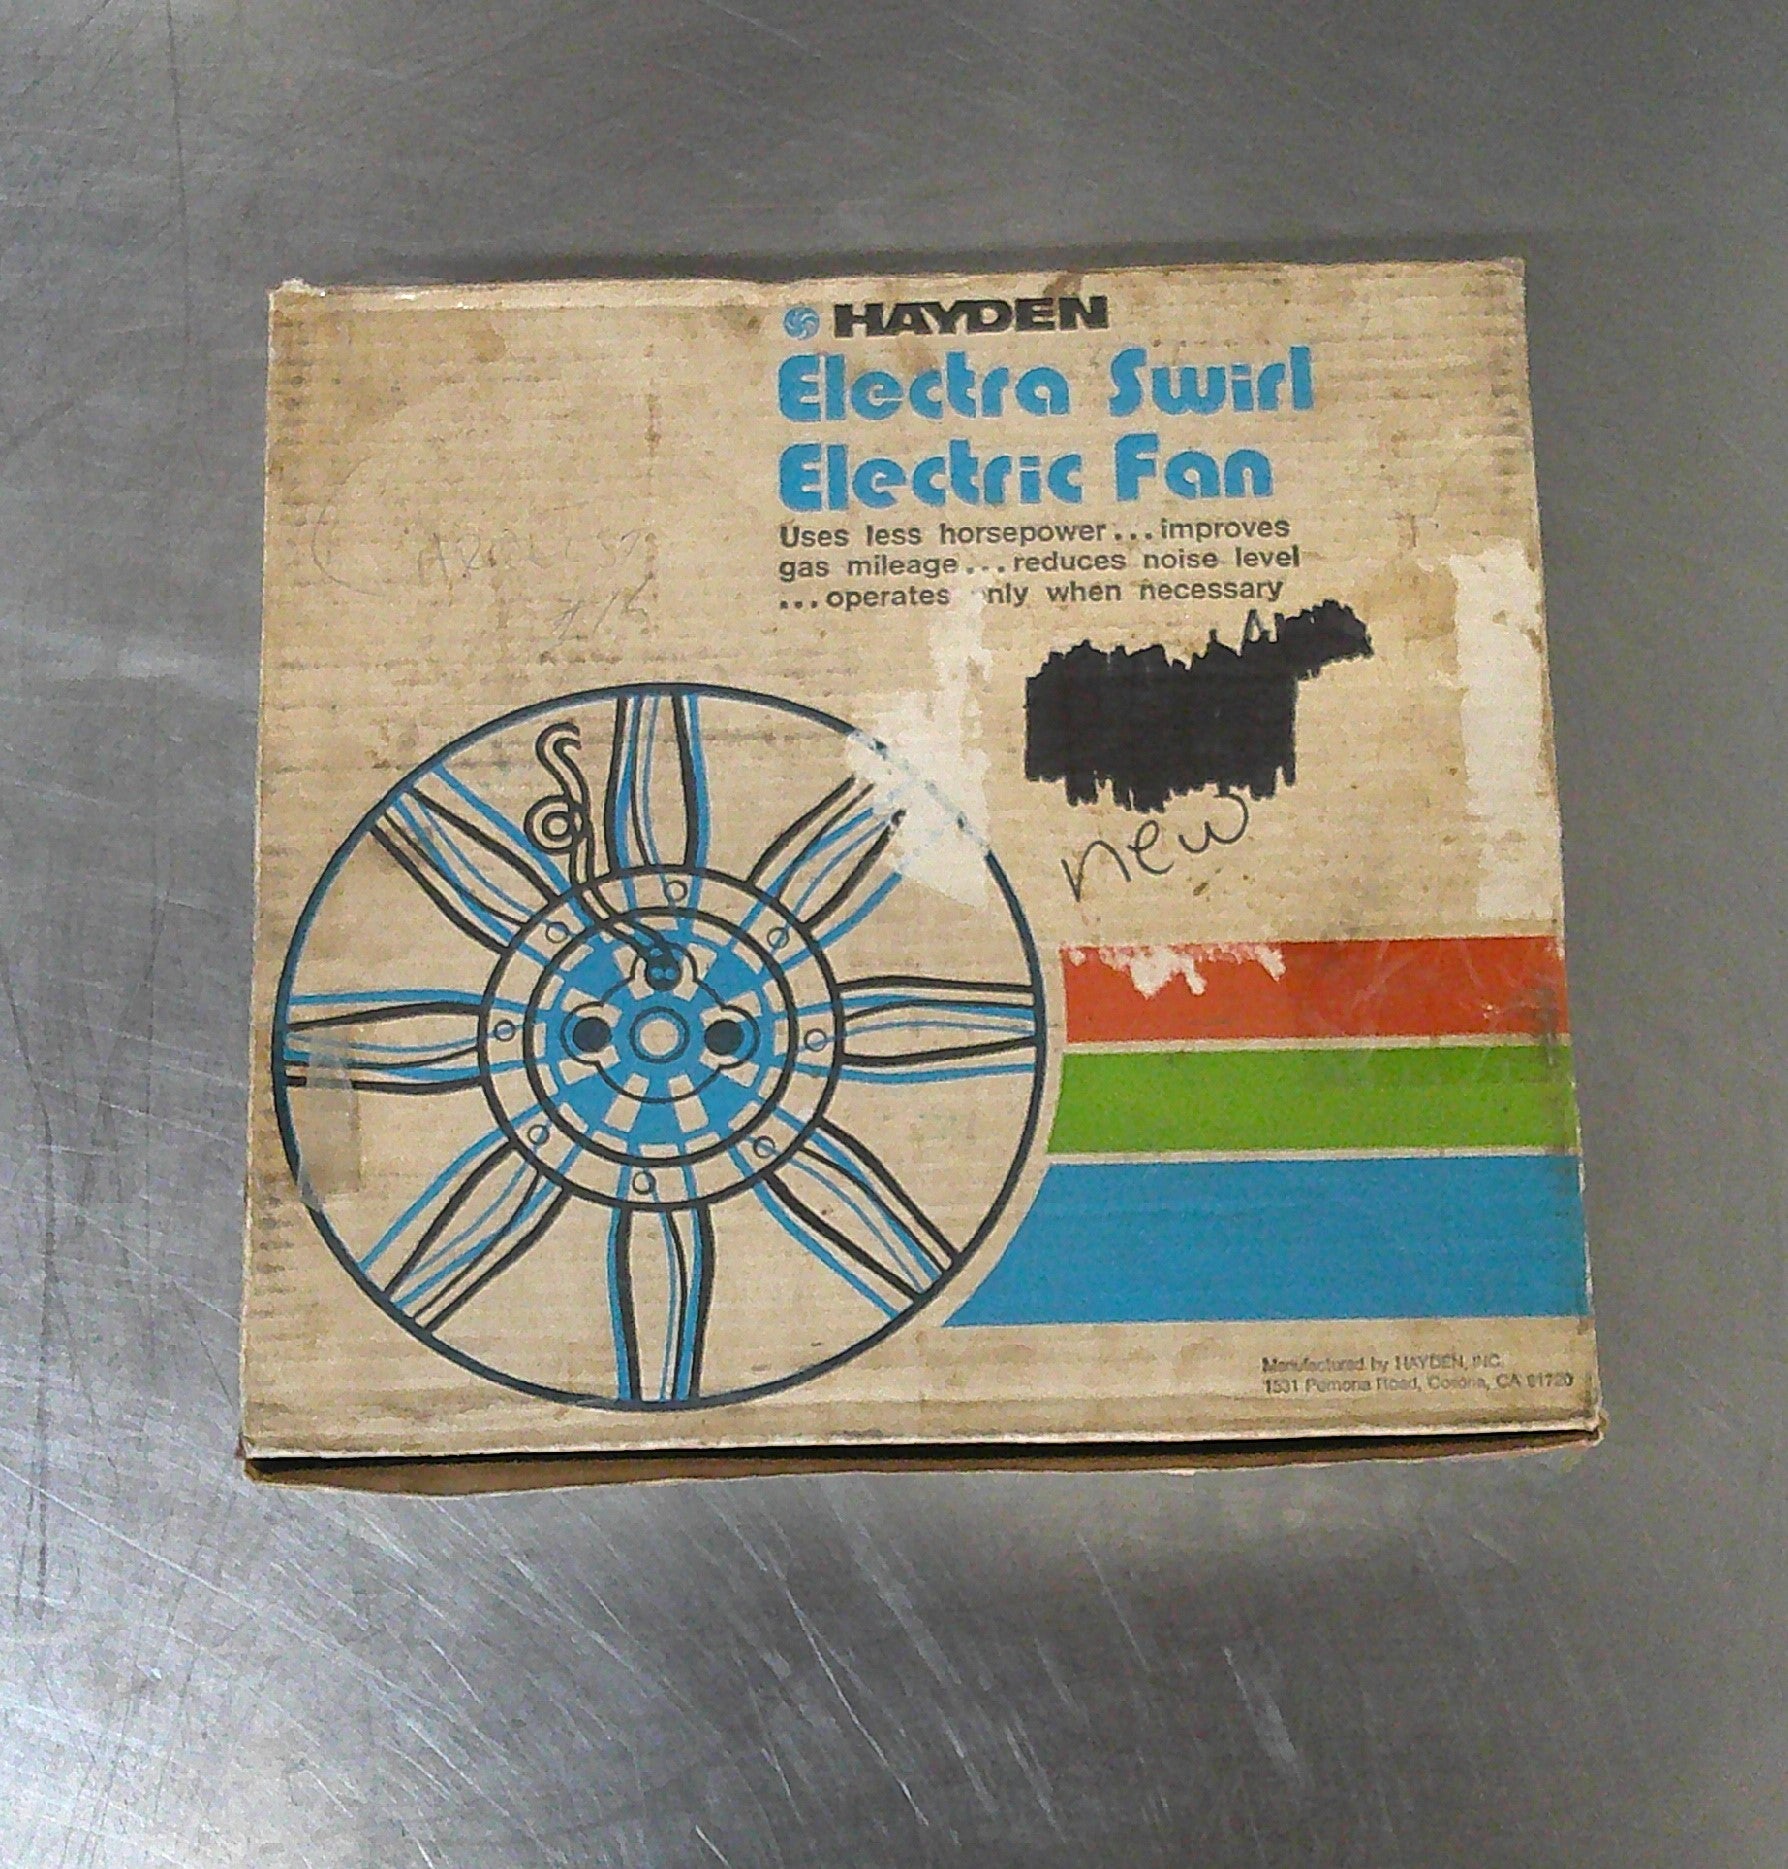 HAYDEN
Electra Swirl
Electric Fan
Uses less horsepower...improves
gas mileage...reduces noise level
...operates nly when necessary
new
Manufactured by HAYDEN, INC.
1531 Pomona Road, Corona, CA 91720